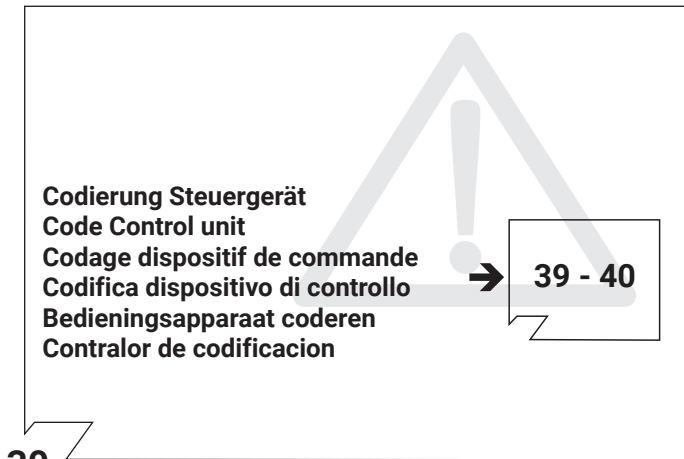 Codierung Steuergerät
Code Control unit
Codage dispositif de commande
Codifica dispositivo di controllo
Bedieningsapparaat coderen
Contralor de codificacion
➔ 39 - 40